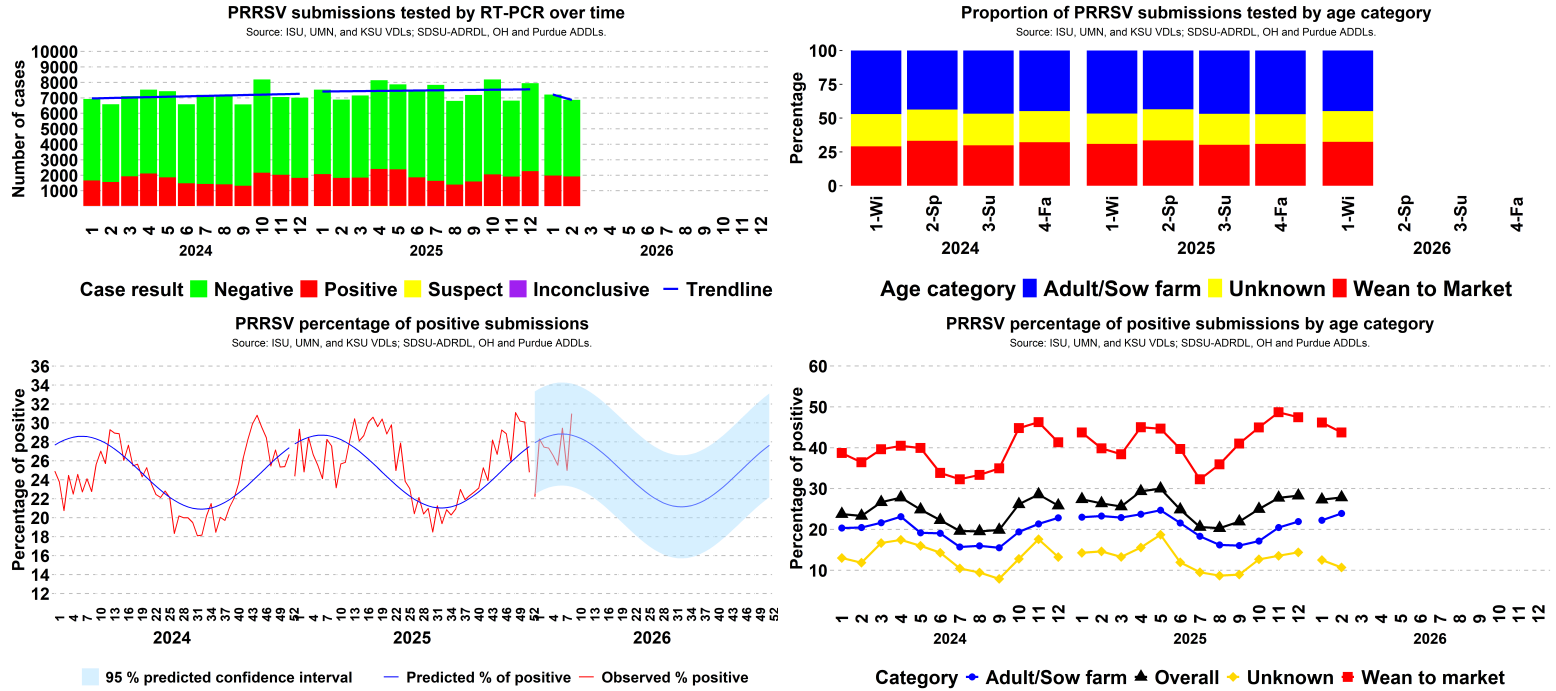 PRRSV submissions tested by RT-PCR over time
Source: ISU, UMN, and KSU VDLs; SDSU-ADRDL, OH and Purdue ADDLs.
Number of cases
10000
9000
8000
7000
6000
5000
4000
3000
2000
1000
1 2 3 4 5 6 7 8 9 10 11 12 1 2 3 4 5 6 7 8 9 10 11 12 1 2 3 4 5 6 7 8 9 10 11 12
2024 2025 2026
Case result Negative Positive Suspect Inconclusive Trendline
Proportion of PRRSV submissions tested by age category
Source: ISU, UMN, and KSU VDLs; SDSU-ADRDL, OH and Purdue ADDLs.
Percentage
100
75
50
25
0
1-Wi 2-Sp 3-Su 4-Fa 1-Wi 2-Sp 3-Su 4-Fa 1-Wi 2-Sp 3-Su 4-Fa
2024 2025 2026
Age category Adult/Sow farm Unknown Wean to Market
PRRSV percentage of positive submissions
Source: ISU, UMN, and KSU VDLs; SDSU-ADRDL, OH and Purdue ADDLs.
Percentage of positive
36
34
32
30
28
26
24
22
20
18
16
14
12
1 4 7 10 13 16 19 22 25 28 31 34 37 40 43 46 49 52 1 4 7 10 13 16 19 22 25 28 31 34 37 40 43 46 49 52 1 4 7 10 13 16 19 22 25 28 31 34 37 40 43 46 49 52
2024 2025 2026
95 % predicted confidence interval Predicted % of positive Observed % positive
PRRSV percentage of positive submissions by age category
Source: ISU, UMN, and KSU VDLs; SDSU-ADRDL, OH and Purdue ADDLs.
Percentage of positive
60
50
40
30
20
10
1 2 3 4 5 6 7 8 9 10 11 12 1 2 3 4 5 6 7 8 9 10 11 12 1 2 3 4 5 6 7 8 9 10 11 12
2024 2025 2026
Category Adult/Sow farm Overall Unknown Wean to market